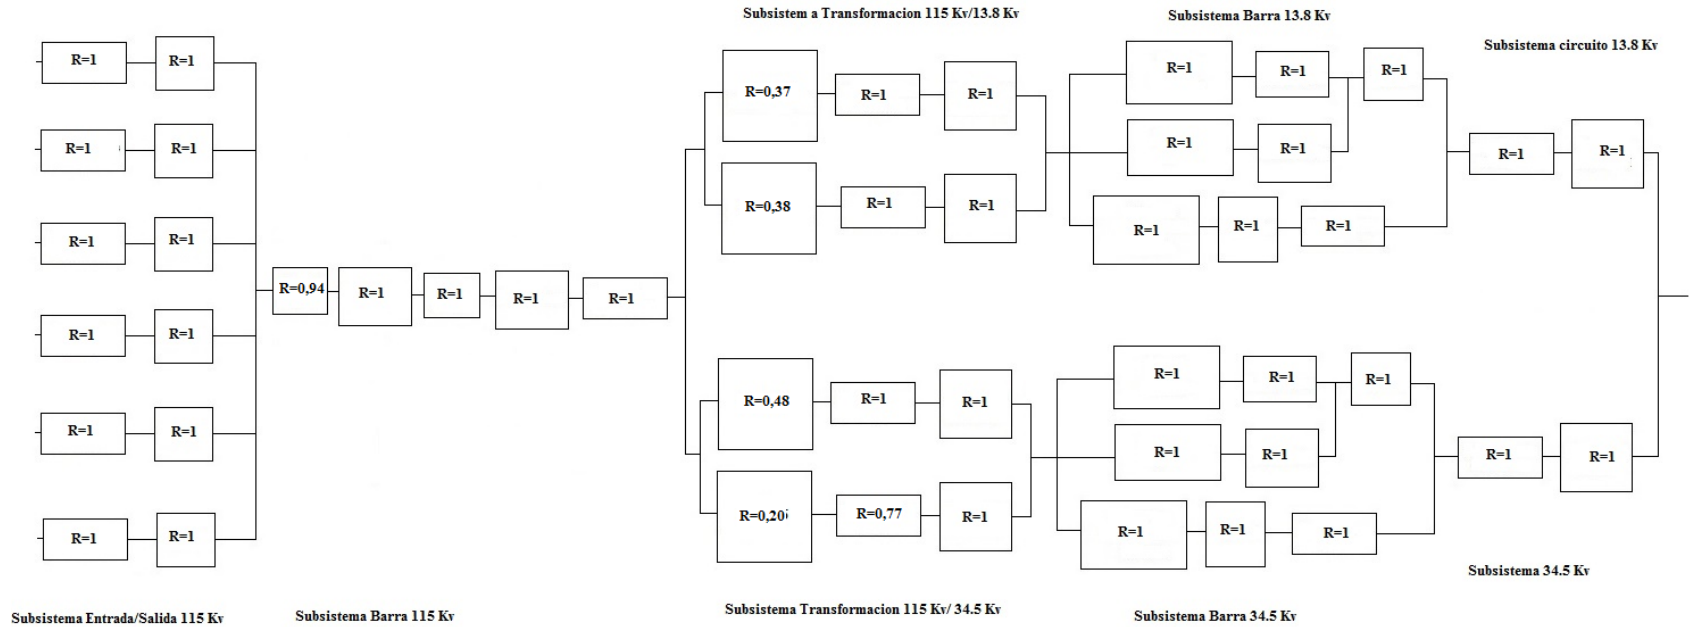 Subsistem a Transformacion 115 Kv/13.8 Kv
Subsistema Barra 13.8 Kv
Subsistema circuito 13.8 Kv
R=1
R=1
R=1
R=1
R=1
R=1
R=1
R=1
R=1
R=1
R=1
R=1
R=0,94
R=1
R=1
R=1
R=1
R=0,37
R=1
R=1
R=0,38
R=1
R=1
R=1
R=1
R=1
R=1
R=1
R=1
R=1
R=1
R=1
R=1
R=0,48
R=1
R=1
R=0,20
R=0,77
R=1
R=1
R=1
R=1
R=1
R=1
R=1
R=1
R=1
R=1
R=1
Subsistema 34.5 Kv
Subsistema Entrada/Salida 115 Kv
Subsistema Barra 115 Kv
Subsistema Transformacion 115 Kv/ 34.5 Kv
Subsistema Barra 34.5 Kv